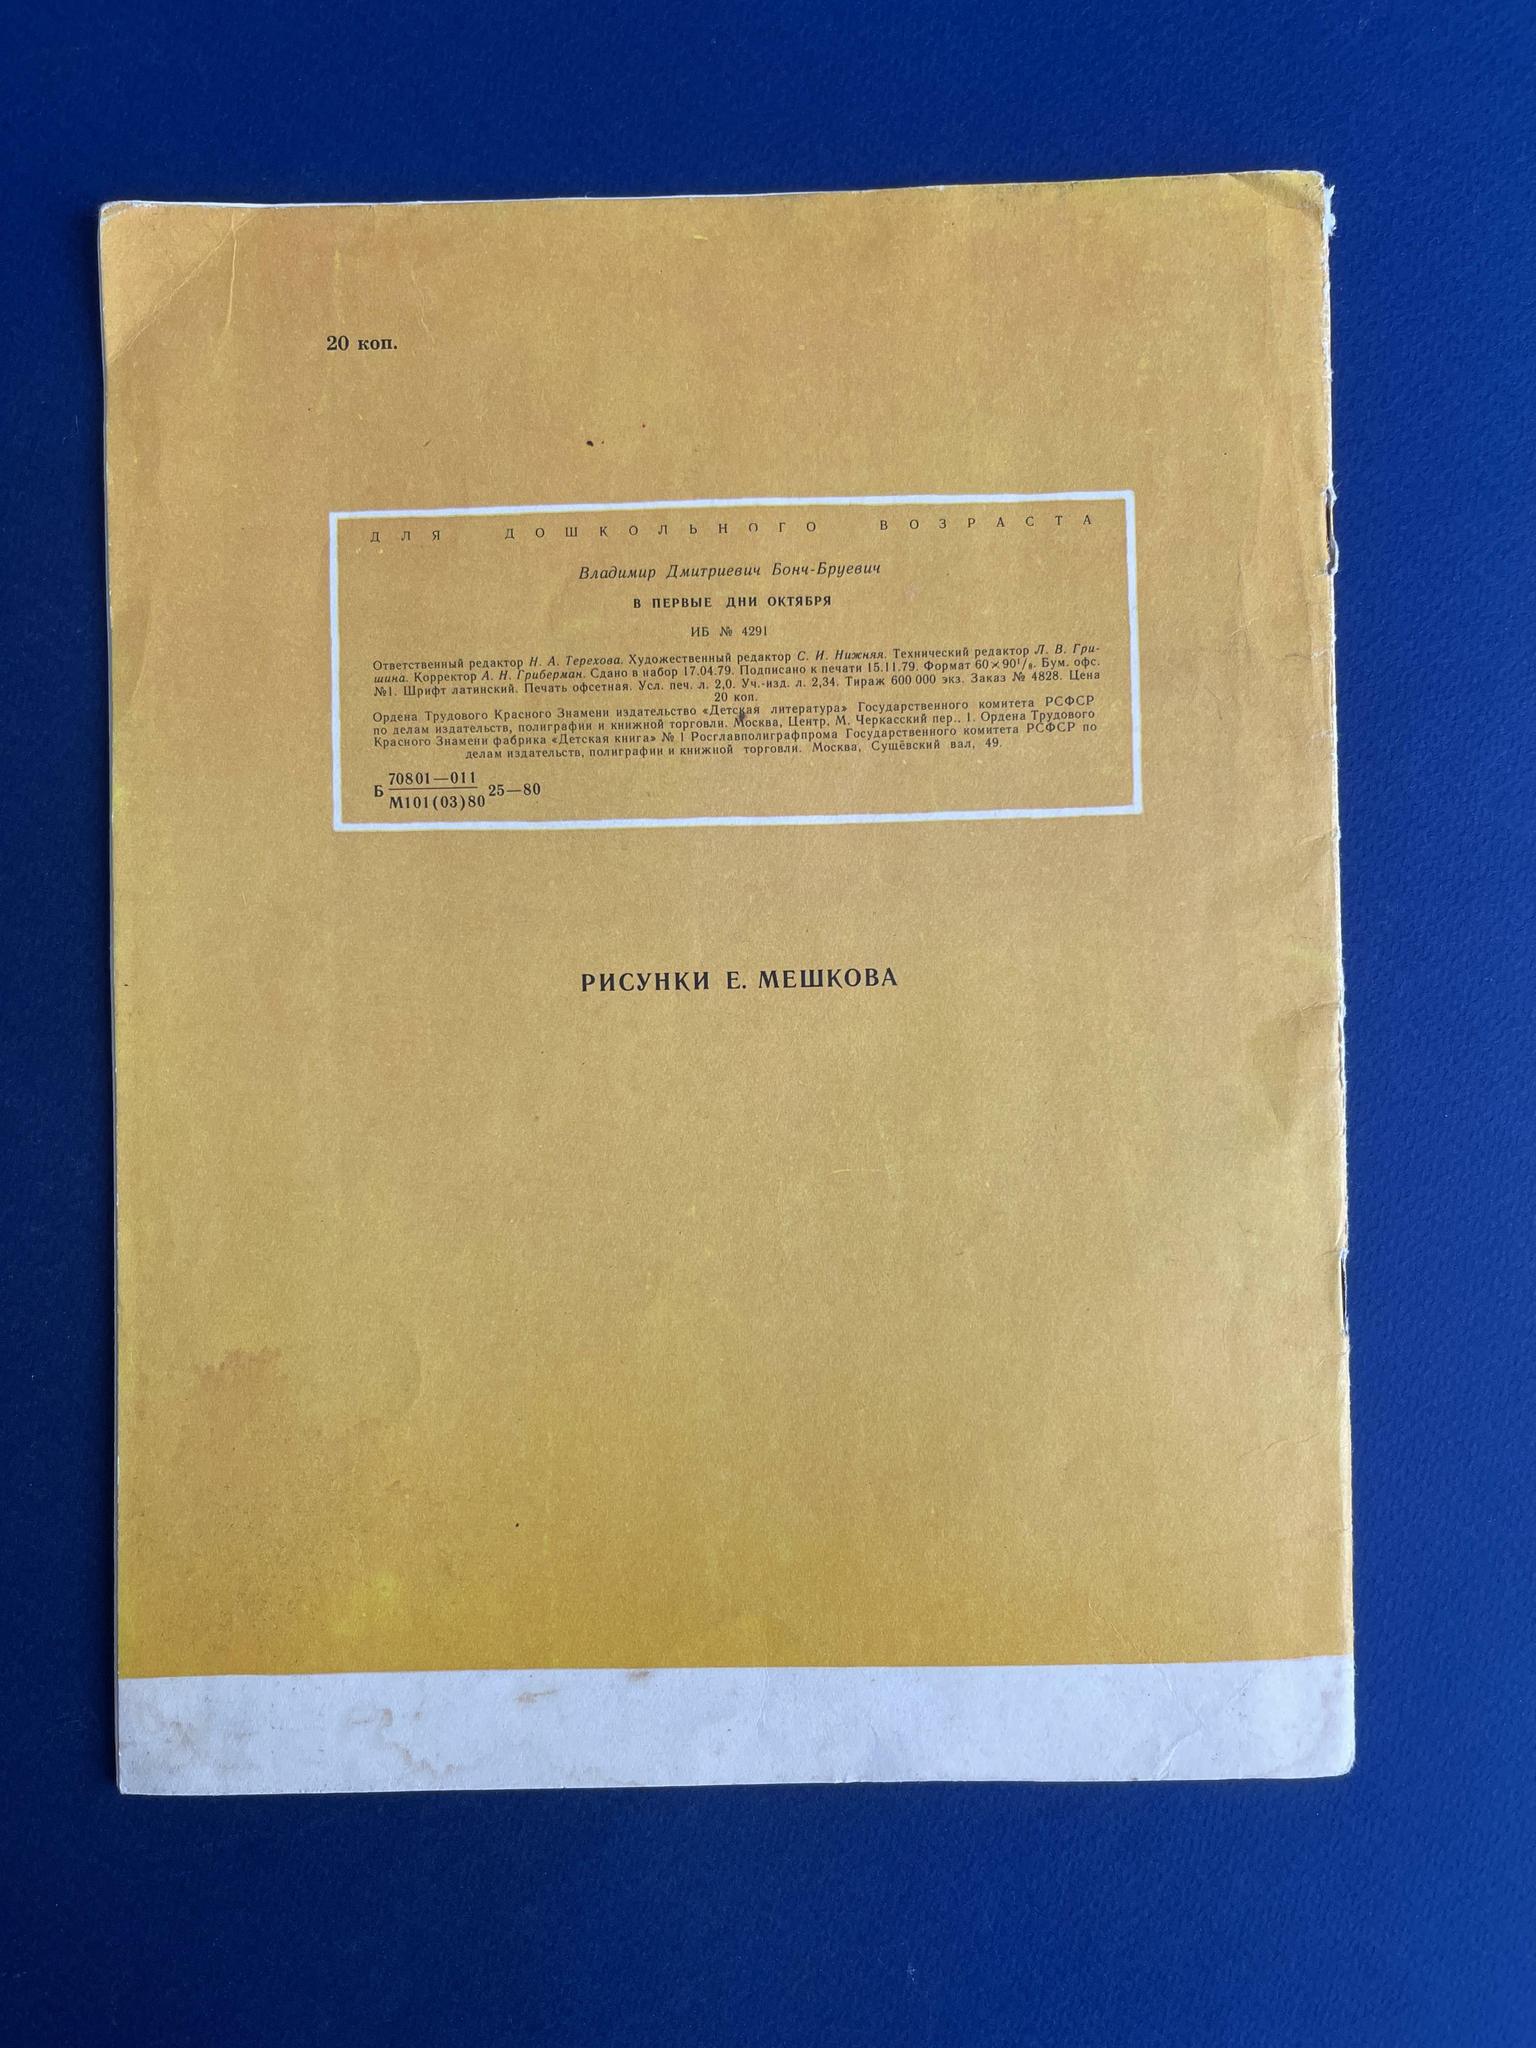 20 коп.
ДЛЯ ДОШКОЛЬНОГО ВОЗРАСТА
Владимир Дмитриевич Бонч-Бруевич
В ПЕРВЫЕ ДНИ ОКТЯБРЯ
ИБ № 4291
Ответственный редактор Н. А. Терехова. Художественный редактор С. И. Нижняя. Технический редактор Л. В. Гри-
шина. Корректор А. Н. Гриберман. Сдано в набор 17.04.79. Подписано к печати 15.11.79. Формат 60×90¹/₈. Бум. офс.
№1. Шрифт латинский. Печать офсетная. Усл. печ. л. 2,0. Уч.-изд. л. 2,34. Тираж 600 000 экз. Заказ № 4828. Цена
20 коп.
Ордена Трудового Красного Знамени издательство «Детская литература» Государственного комитета РСФСР
по делам издательств, полиграфии и книжной торговли. Москва, Центр, М. Черкасский пер.. 1. Ордена Трудового
Красного Знамени фабрика «Детская книга» № 1 Росглавполиграфпрома Государственного комитета РСФСР по
делам издательств, полиграфии и книжной торговли. Москва, Сущёвский вал, 49.
70801—011
Б 25—80
М101(03)80
РИСУНКИ Е. МЕШКОВА